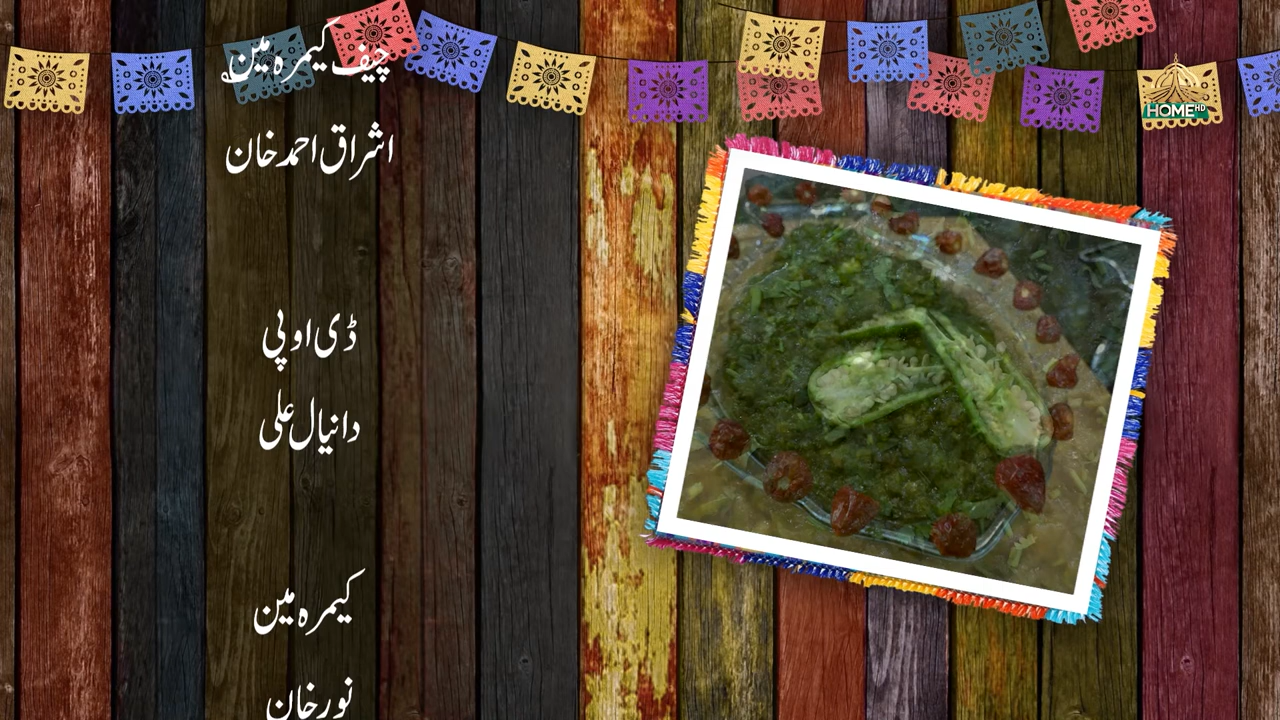 چیف کیمرہ مین
اشراق احمد خان
ڈی او پی
دانیال علی
کیمرہ مین
نور خان
HOME HD